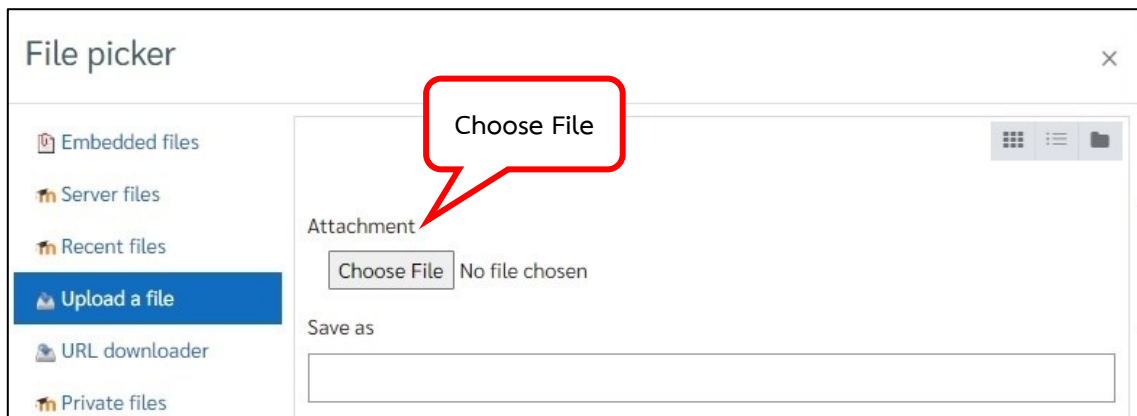 File picker
×
Embedded files
Server files
Recent files
Upload a file
URL downloader
Private files
Choose File
Attachment
Choose File No file chosen
Save as